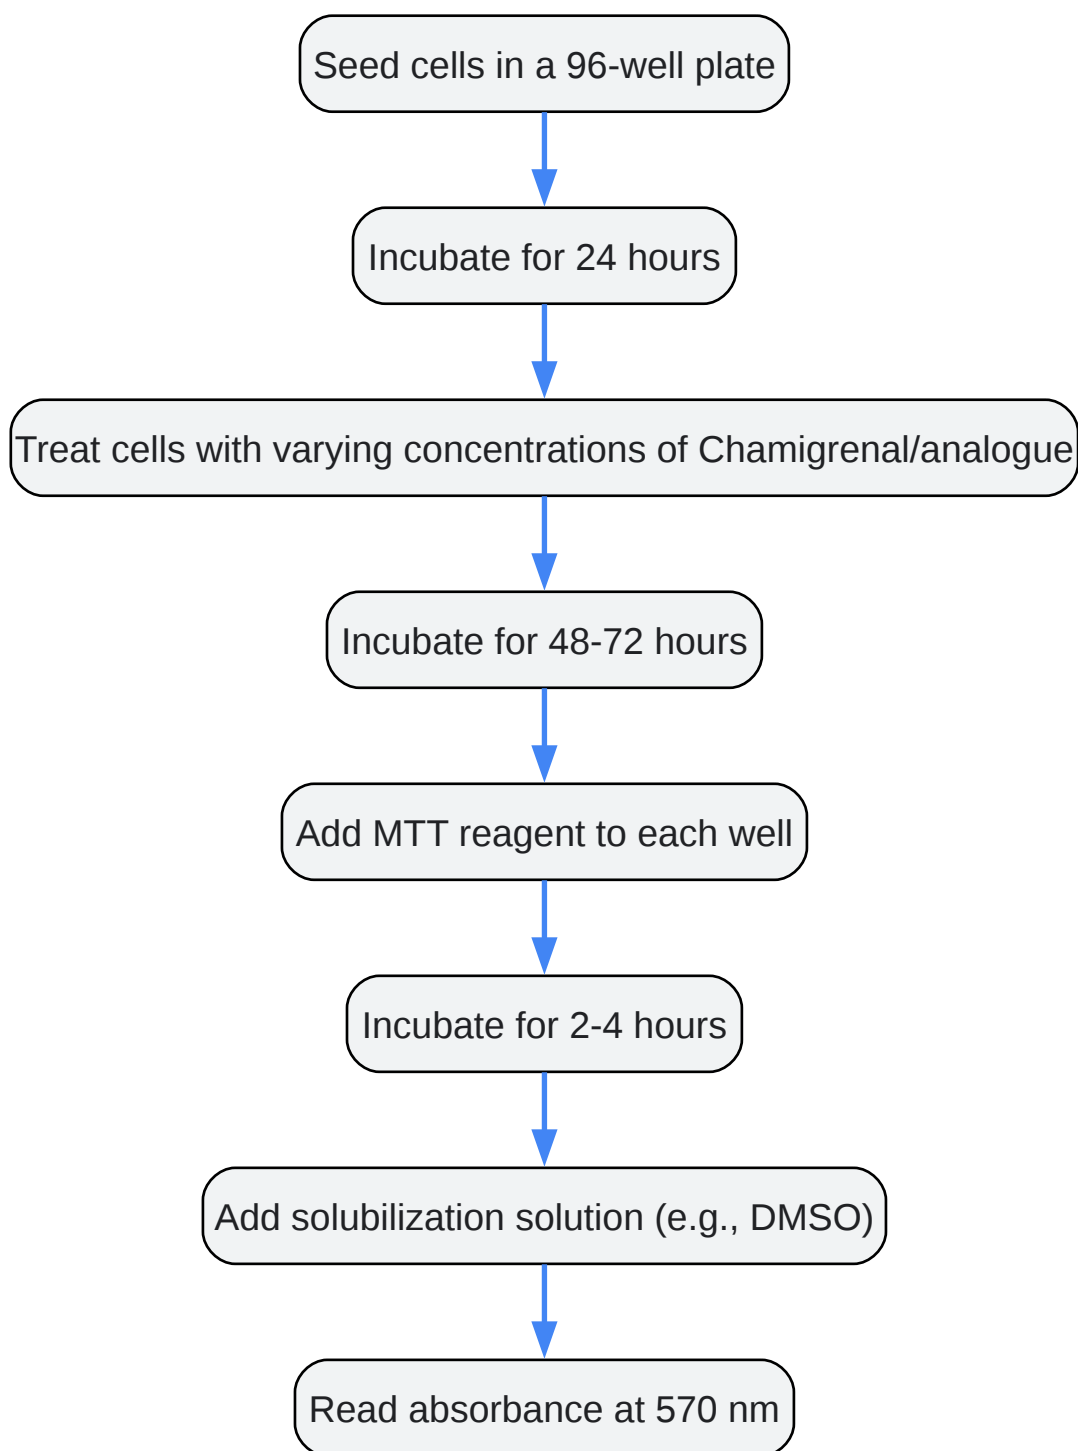 Seed cells in a 96-well plate
Incubate for 24 hours
Treat cells with varying concentrations of Chamigrenal/analogue
Incubate for 48-72 hours
Add MTT reagent to each well
Incubate for 2-4 hours
Add solubilization solution (e.g., DMSO)
Read absorbance at 570 nm